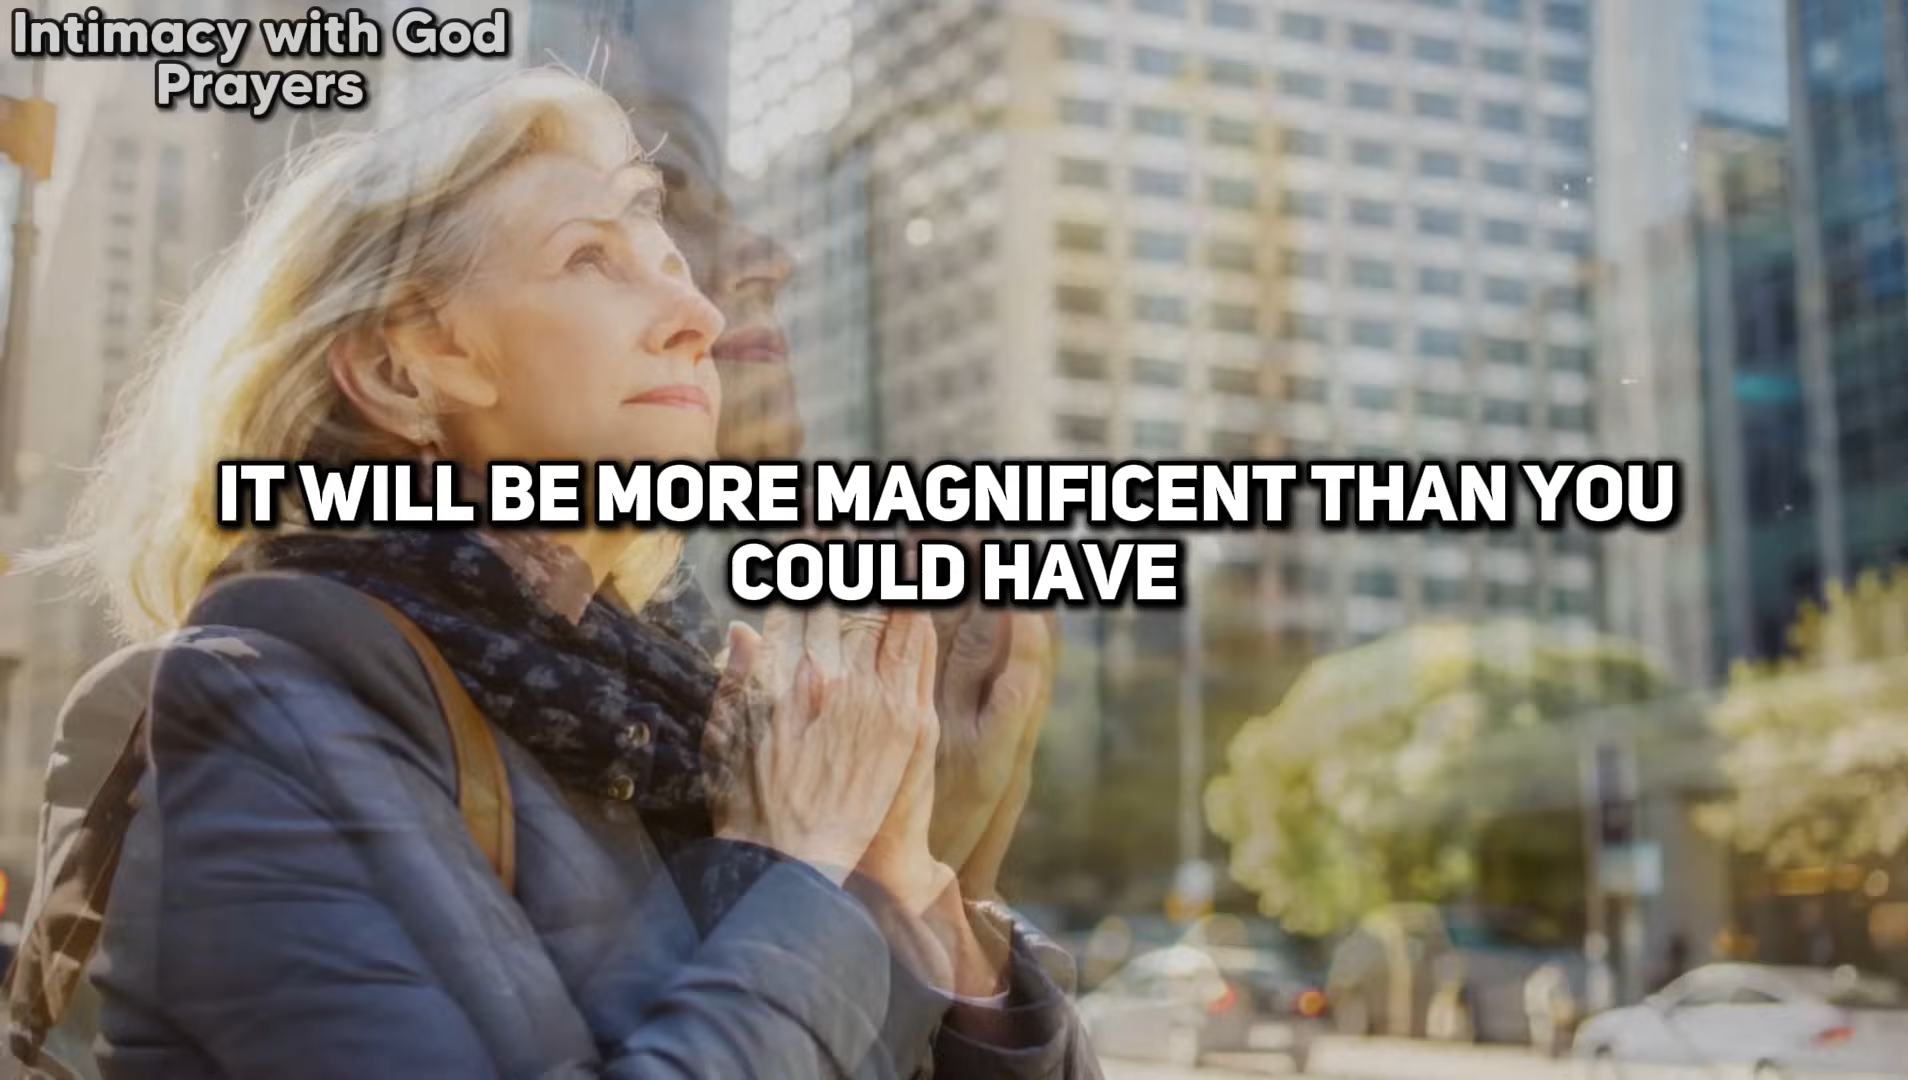 Intimacy with God
Prayers
IT WILL BE MORE MAGNIFICENT THAN YOU
COULD HAVE